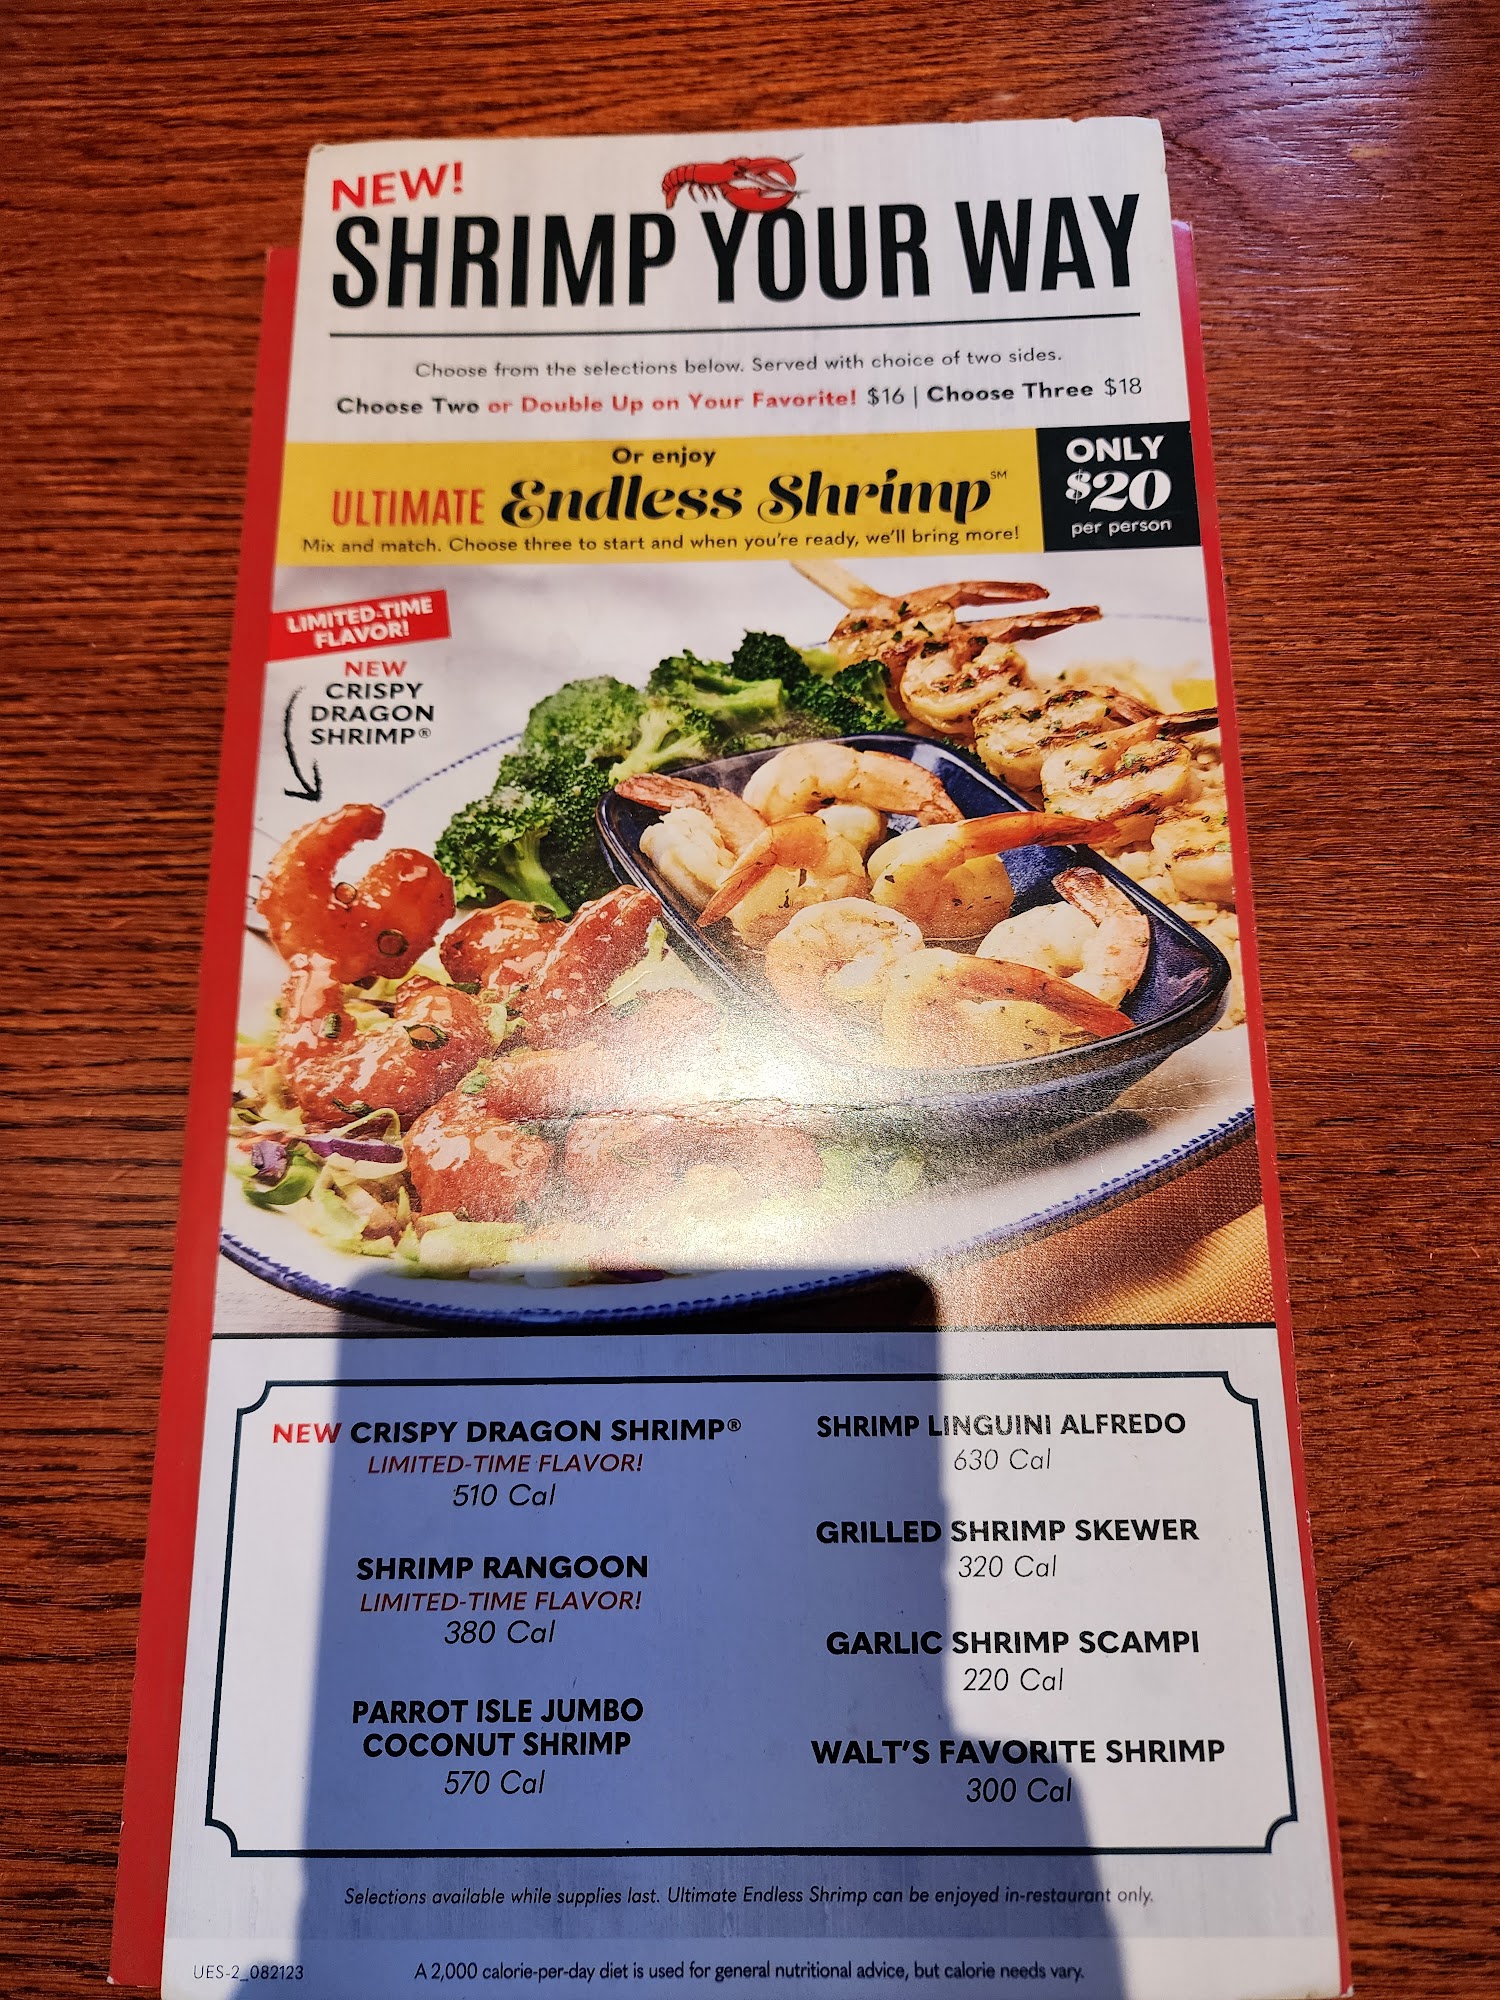 NEW!
SHRIMP YOUR WAY
Choose from the selections below. Served with choice of two sides.
Choose Two or Double Up on Your Favorite! $16 | Choose Three $18
Or enjoy
ULTIMATE Endless Shrimp℠
Mix and match. Choose three to start and when you're ready, we'll bring more!
ONLY
$20
per person
LIMITED-TIME
FLAVOR!
NEW
CRISPY
DRAGON
SHRIMP®
NEW CRISPY DRAGON SHRIMP®
LIMITED-TIME FLAVOR!
510 Cal
SHRIMP RANGOON
LIMITED-TIME FLAVOR!
380 Cal
PARROT ISLE JUMBO
COCONUT SHRIMP
570 Cal
SHRIMP LINGUINI ALFREDO
630 Cal
GRILLED SHRIMP SKEWER
320 Cal
GARLIC SHRIMP SCAMPI
220 Cal
WALT'S FAVORITE SHRIMP
300 Cal
Selections available while supplies last. Ultimate Endless Shrimp can be enjoyed in-restaurant only.
UES-2_082123
A 2,000 calorie-per-day diet is used for general nutritional advice, but calorie needs vary.